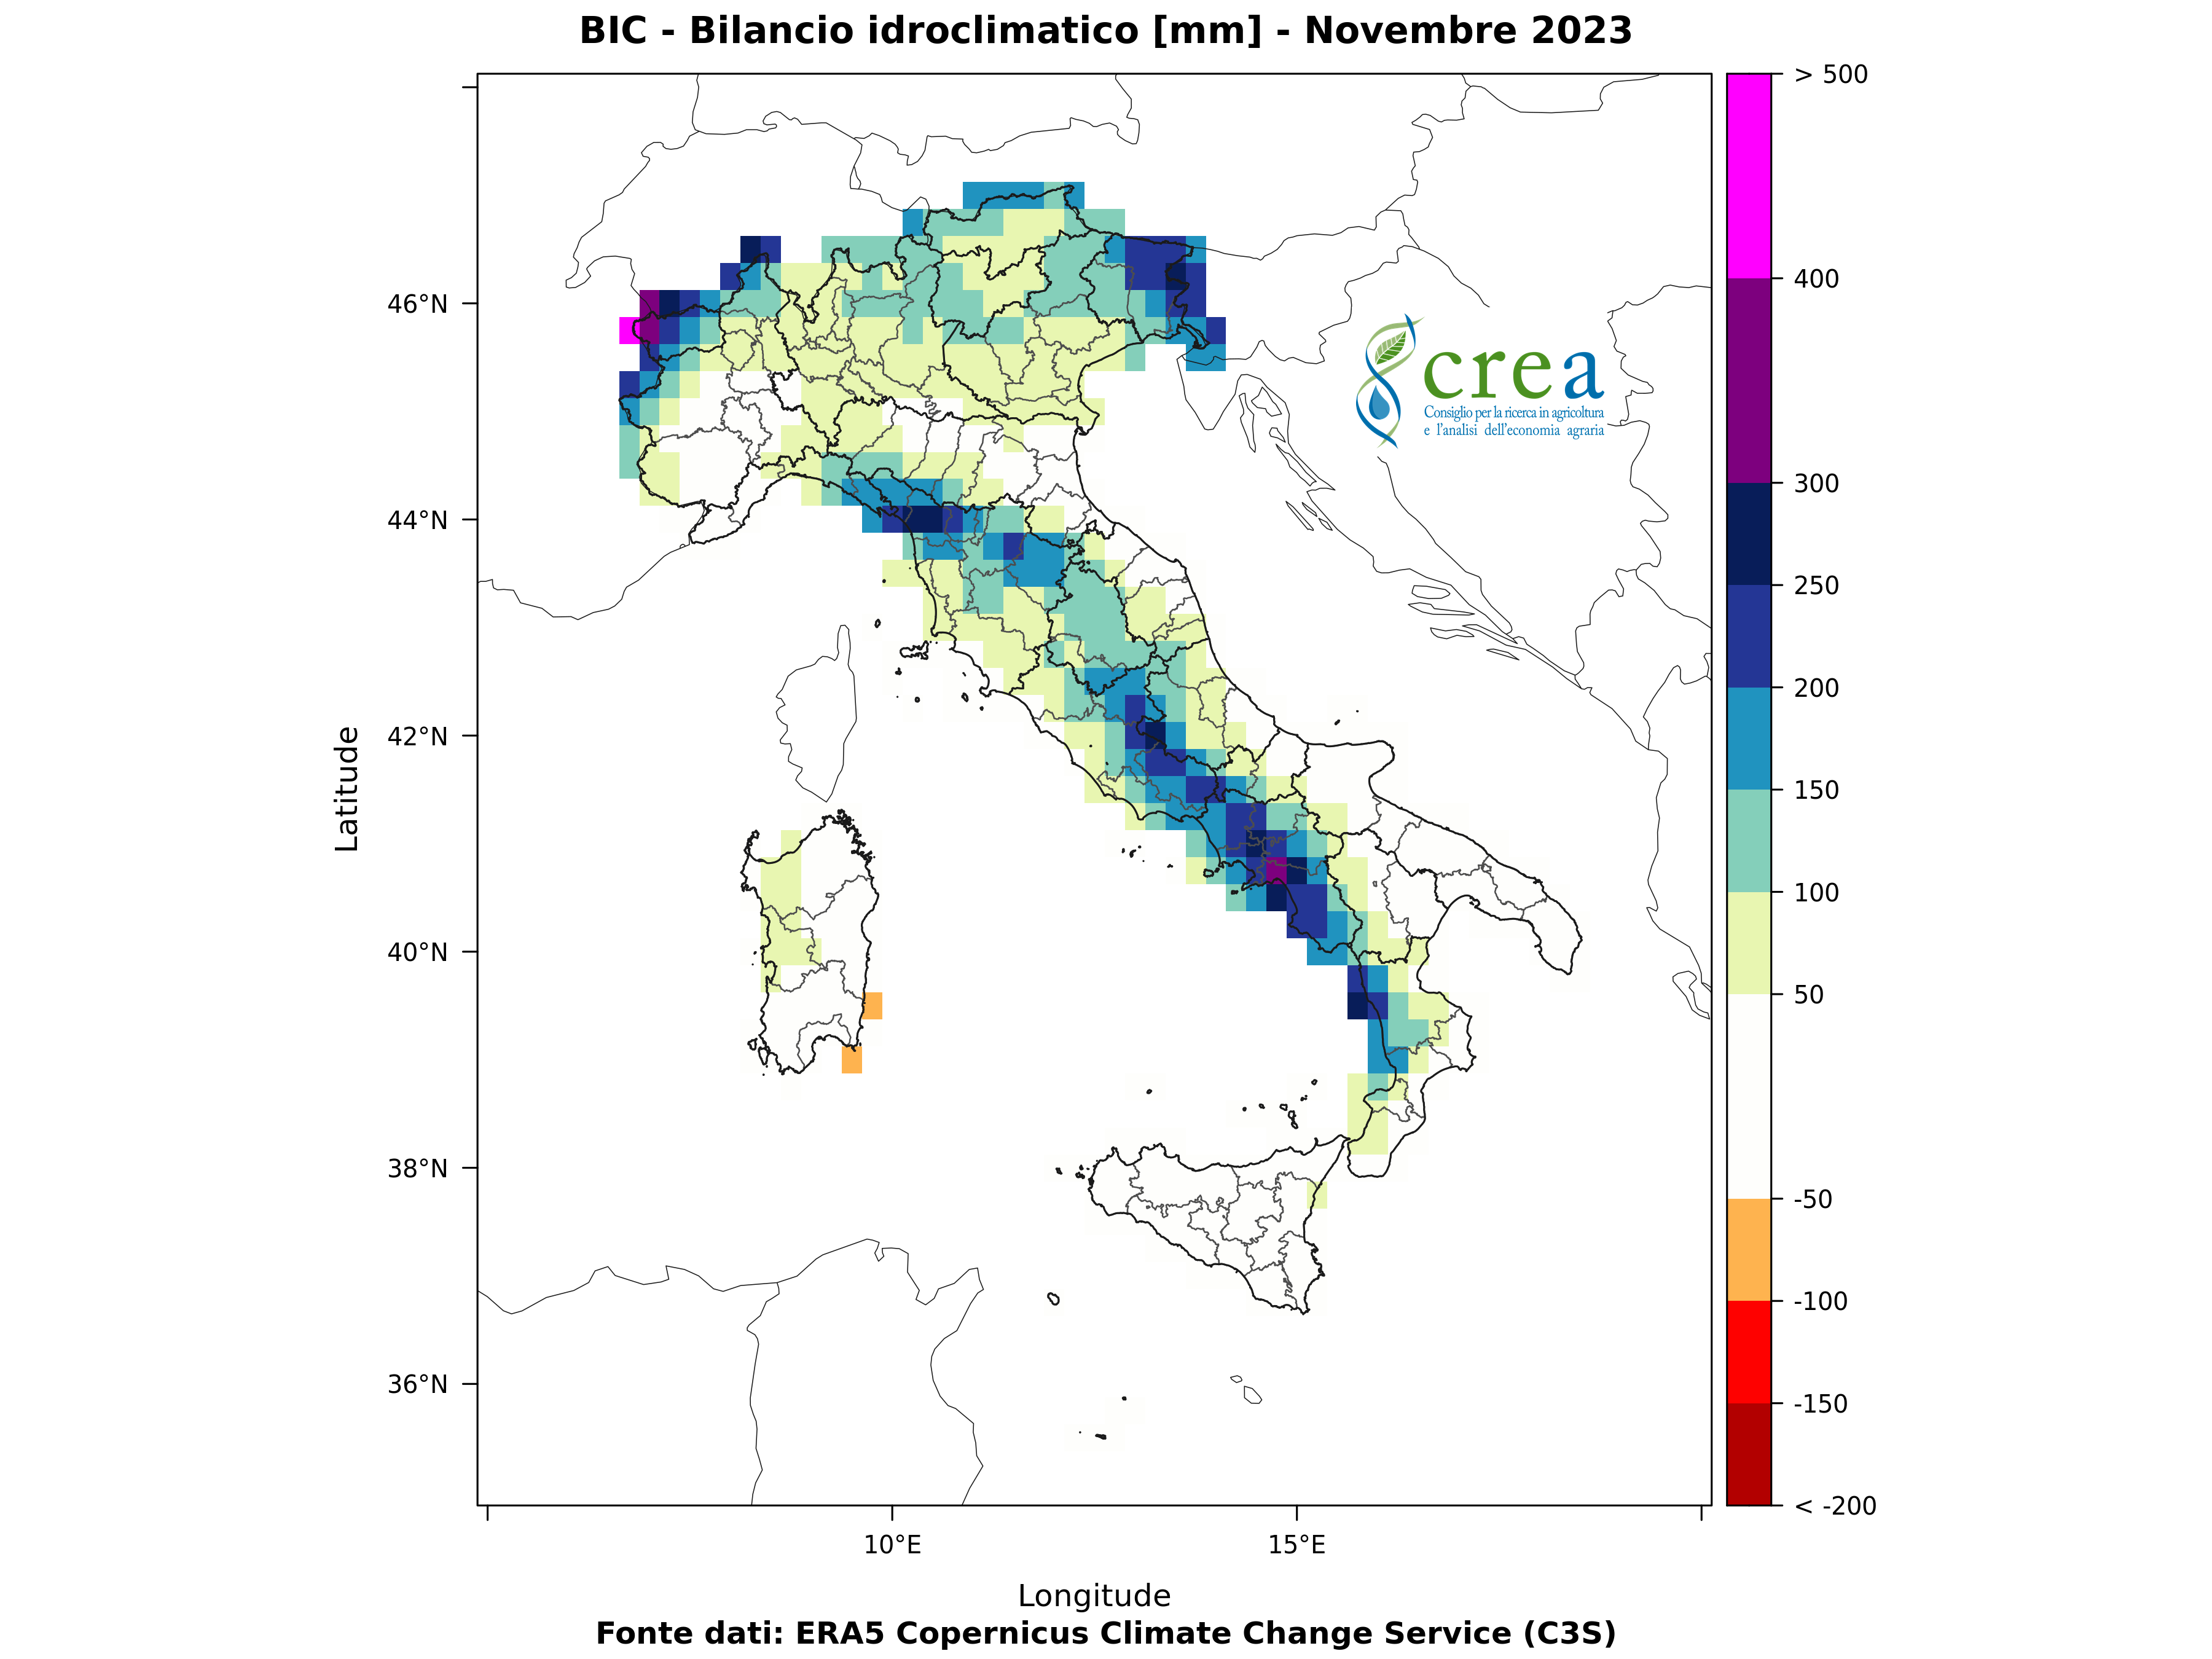 BIC - Bilancio idroclimatico [mm] - Novembre 2023
> 500
400
300
250
200
150
100
50
-50
-100
-150
< -200
46°N
44°N
42°N
40°N
38°N
36°N
Latitude
crea
Consiglio per la ricerca in agricoltura
e l'analisi dell'economia agraria
10°E
15°E
Longitude
Fonte dati: ERA5 Copernicus Climate Change Service (C3S)